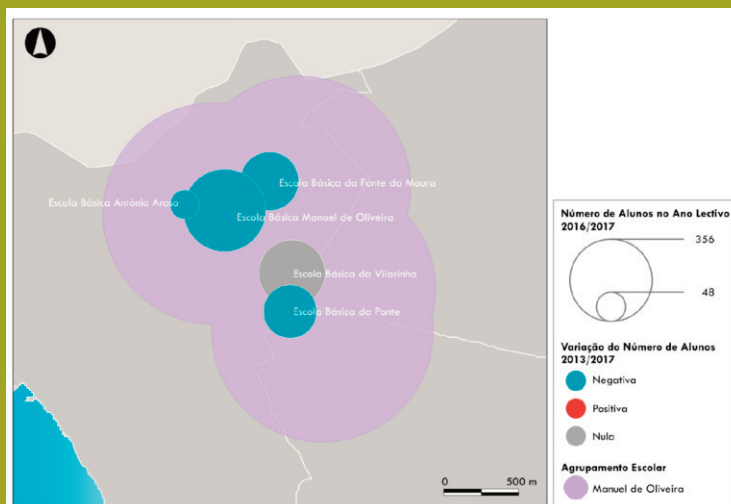 Escola Básica da Fonte da Moura
Escola Básica António Aroso
Escola Básica Manoel de Oliveira
Escola Básica da Vilarinha
Escola Básica da Ponte
500 m
Número de Alunos no Ano Lectivo
2016/2017
356
48
Variação do Número de Alunos
2013/2017
Negativa
Positiva
Nula
Agrupamento Escolar
Manuel de Oliveira